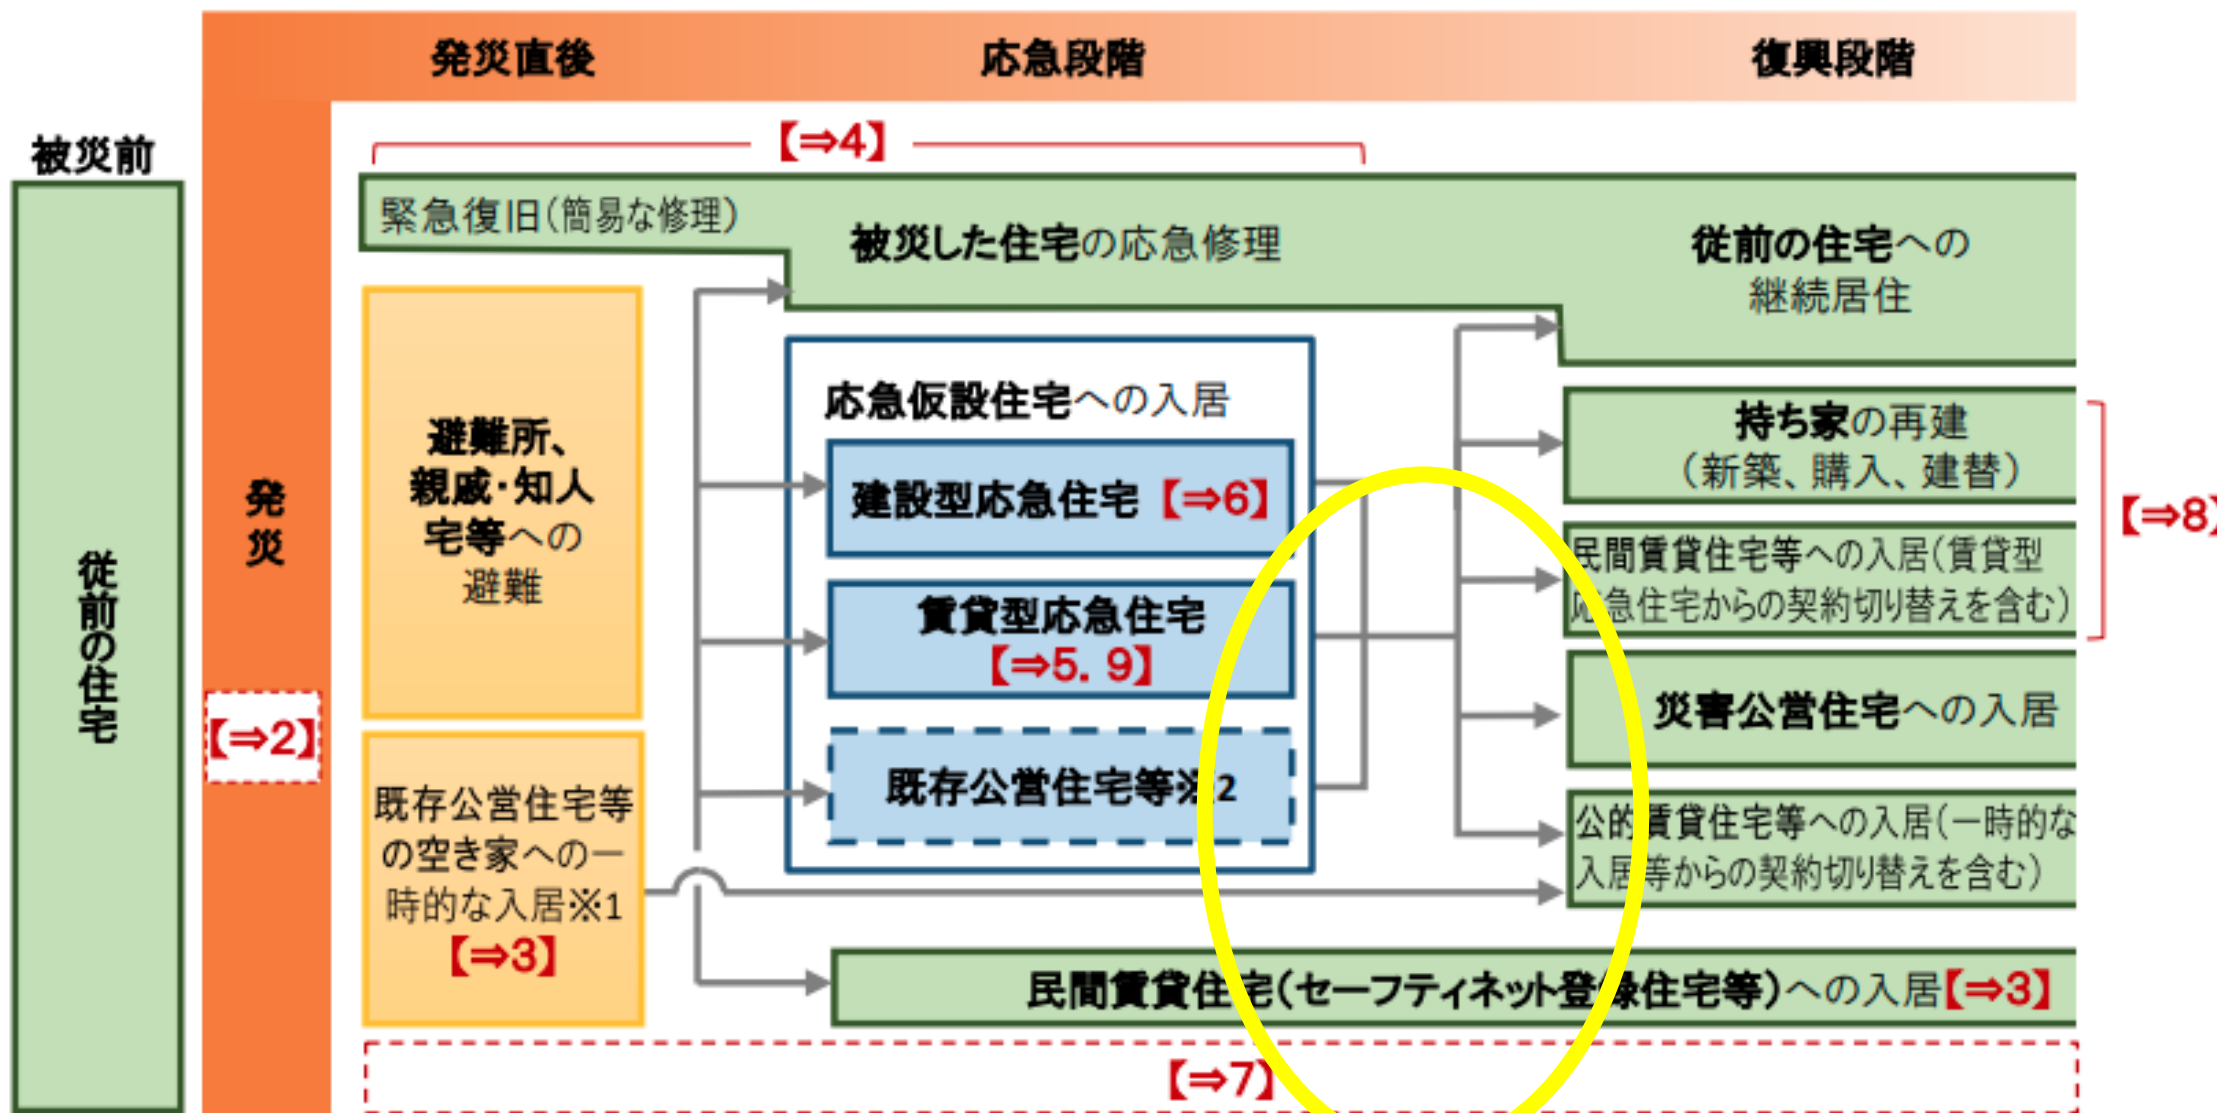 発災直後
応急段階
復興段階
被災前
従前の住宅
発災
【⇒2】
【⇒4】
緊急復旧(簡易な修理)
被災した住宅の応急修理
従前の住宅への
継続居住
避難所、
親戚・知人
宅等への
避難
既存公営住宅等
の空き家への一
時的な入居※1
【⇒3】
応急仮設住宅への入居
建設型応急住宅【⇒6】
賃貸型応急住宅
【⇒5. 9】
既存公営住宅等※2
持ち家の再建
(新築、購入、建替)
民間賃貸住宅等への入居(賃貸型
応急住宅からの契約切り替えを含む)
【⇒8】
災害公営住宅への入居
公的賃貸住宅等への入居(一時的な
入居等からの契約切り替えを含む)
民間賃貸住宅(セーフティネット登録住宅等)への入居【⇒3】
【⇒7】